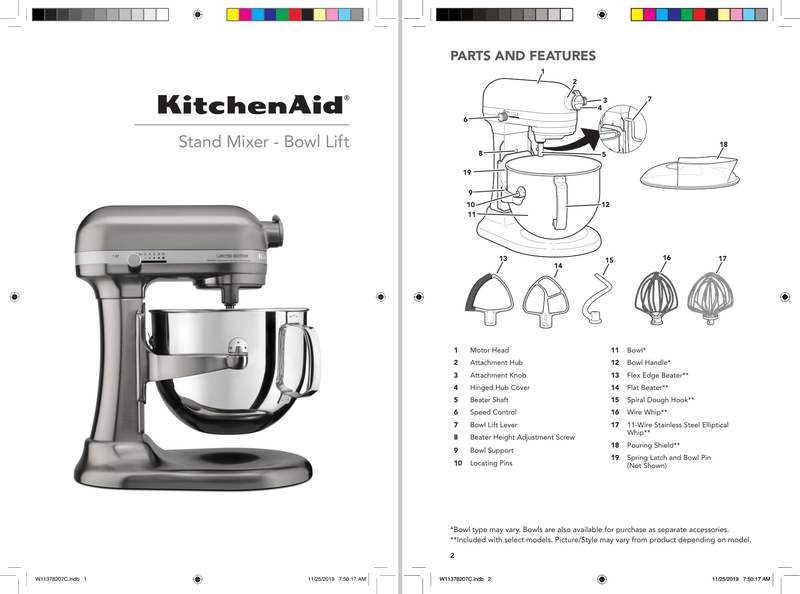 KitchenAid®
Stand Mixer - Bowl Lift
LIMITED EDITION
W11378207C.indb 1
11/25/2019 7:50:17 AM
PARTS AND FEATURES
1
2
3
4
7
6
8
5
18
19
9
10
12
11
13
14
15
16
17
1 Motor Head
2 Attachment Hub
3 Attachment Knob
4 Hinged Hub Cover
5 Beater Shaft
6 Speed Control
7 Bowl Lift Lever
8 Beater Height Adjustment Screw
9 Bowl Support
10 Locating Pins
11 Bowl*
12 Bowl Handle*
13 Flex Edge Beater**
14 Flat Beater**
15 Spiral Dough Hook**
16 Wire Whip**
17 11-Wire Stainless Steel Elliptical
Whip**
18 Pouring Shield**
19 Spring Latch and Bowl Pin
(Not Shown)
*Bowl type may vary. Bowls are also available for purchase as separate accessories.
**Included with select models. Picture/Style may vary from product depending on model.
2
W11378207C.indb 2
11/25/2019 7:50:17 AM